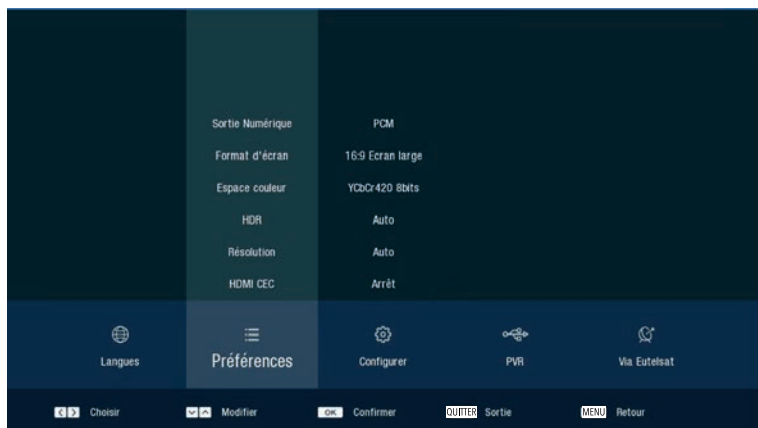 Sortie Numérique PCM
Format d'écran 16:9 Ecran large
Espace couleur YCbCr420 8bits
HDR Auto
Résolution Auto
HDMI CEC Arrêt
Langues Préférences Configurer PVR Via Eutelsat
Choisir Modifier OK Confirmer QUITTER Sortie MENU Retour